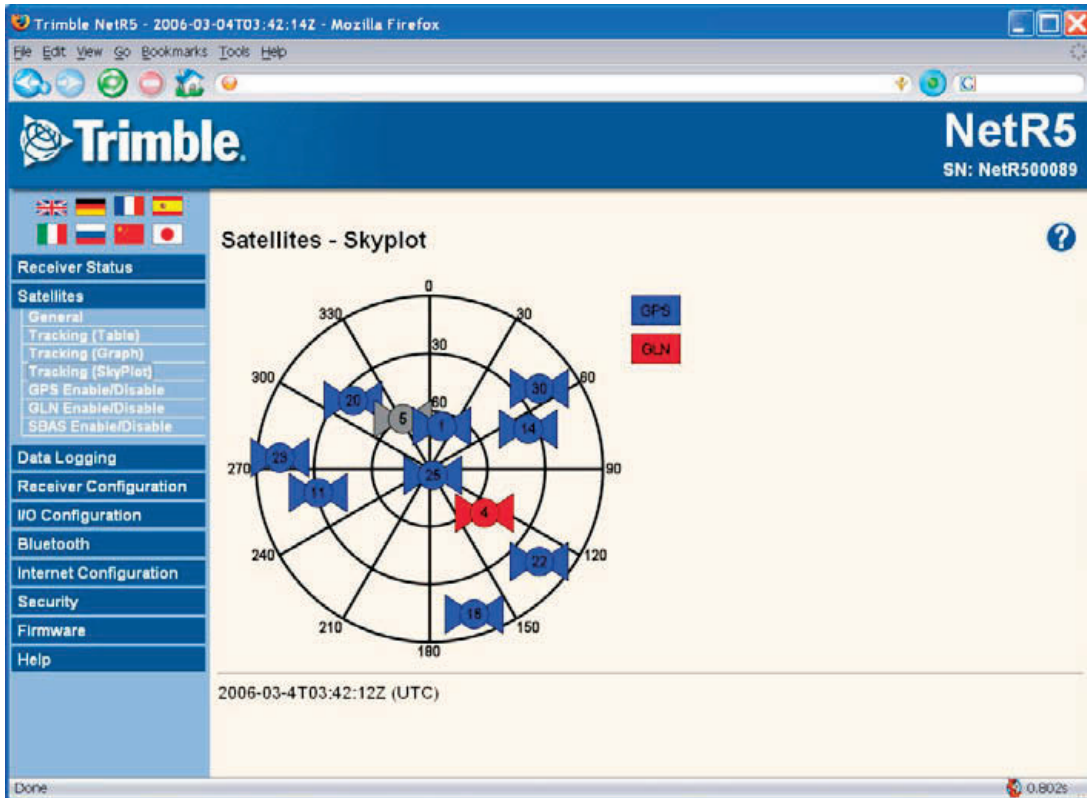 Trimble NetR5 - 2006-03-04T03:42:14Z - Mozilla Firefox
File Edit View Go Bookmarks Tools Help
G
Trimble.
NetR5
SN: NetR500089
Satellites - Skyplot
?
Receiver Status
Satellites
General
Tracking (Table)
Tracking (Graph)
Tracking (SkyPlot)
GPS Enable/Disable
GLN Enable/Disable
SBAS Enable/Disable
Data Logging
Receiver Configuration
I/O Configuration
Bluetooth
Internet Configuration
Security
Firmware
Help
0
330
30
30
300
60
60
270
90
240
120
210
150
180
20
5
1
30
14
23
11
25
4
22
18
GPS
GLN
2006-03-4T03:42:12Z (UTC)
Done
0.802s